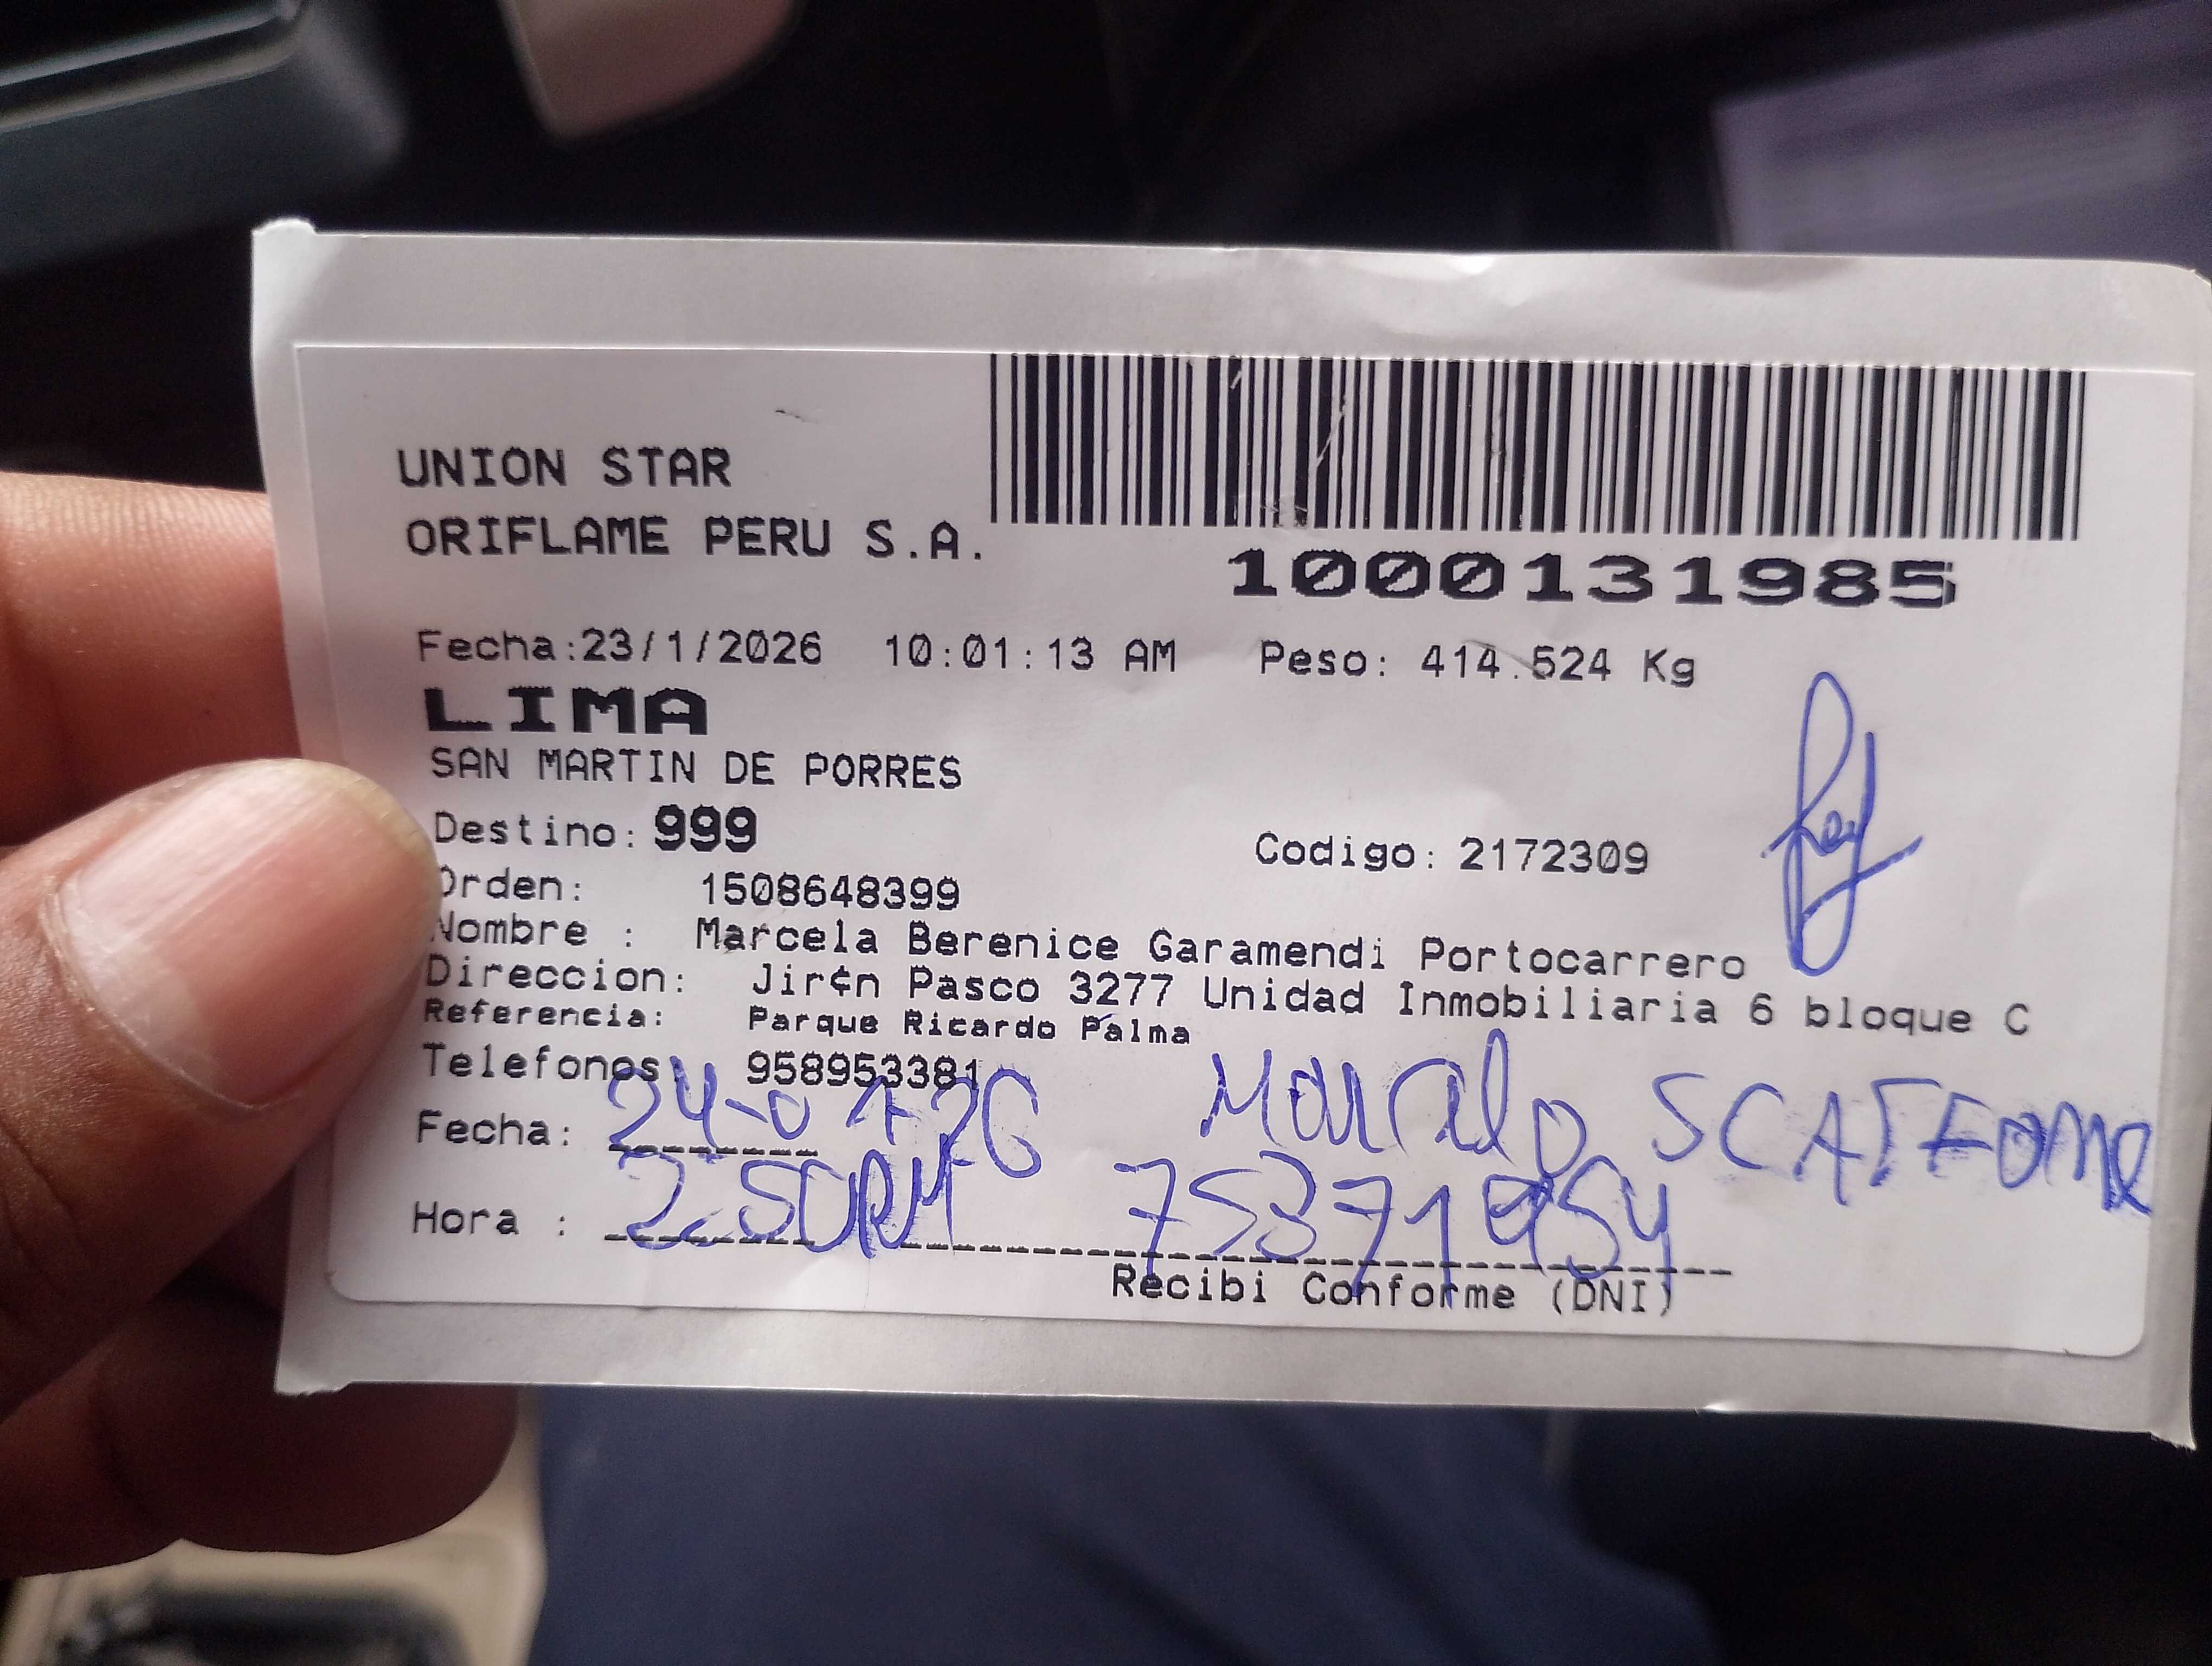 UNION STAR
ORIFLAME PERU S.A.
1000131985
Fecha:23/1/2026 10:01:13 AM Peso: 414.524 Kg
LIMA
SAN MARTIN DE PORRES
Destino: 999 Codigo: 2172309
Orden: 1508648399
Nombre : Marcela Berenice Garamendi Portocarrero
Direccion: Jir¢n Pasco 3277 Unidad Inmobiliaria 6 bloque C
Referencia: Parque Ricardo Palma
Telefonos: 958953381
Fecha: 24-01-26 Marcelo
Hora : 2:50PM
Recibi Conforme (DNI)